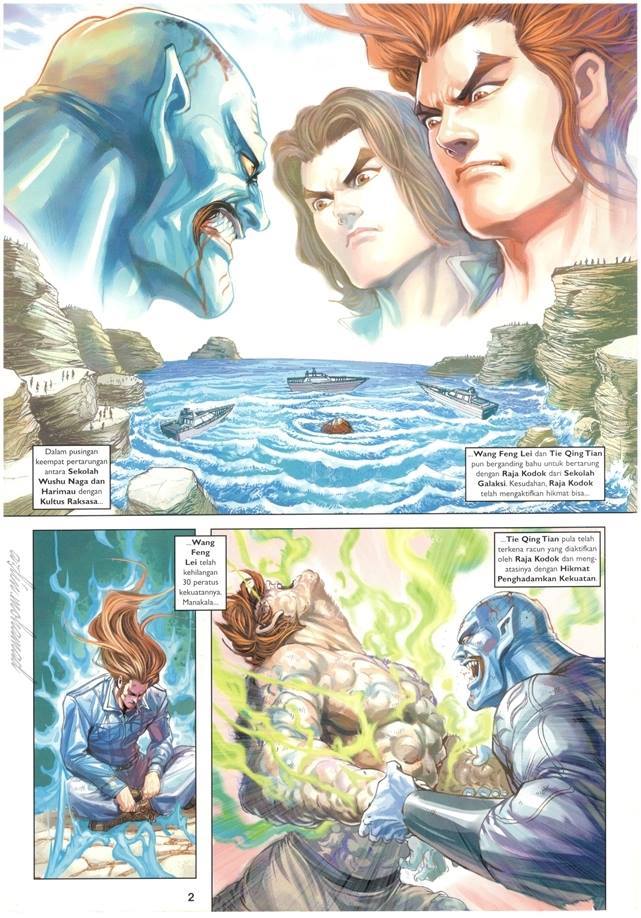 Dalam pusingan
keempat pertarungan
antara Sekolah
Wushu Naga dan
Harimau dengan
Kultus Raksasa...
...Wang Feng Lei dan Tie Qing Tian
pun berganding bahu untuk bertarung
dengan Raja Kodok dari Sekolah
Galaksi. Kesudahan, Raja Kodok
telah mengaktifkan hikmat bisa...
...Wang
Feng
Lei telah
kehilangan
30 peratus
kekuatannya.
Manakala...
...Tie Qing Tian pula telah
terkena racun yang diaktifkan
oleh Raja Kodok dan meng-
atasinya dengan Hikmat
Penghadamkan Kekuatan.
2